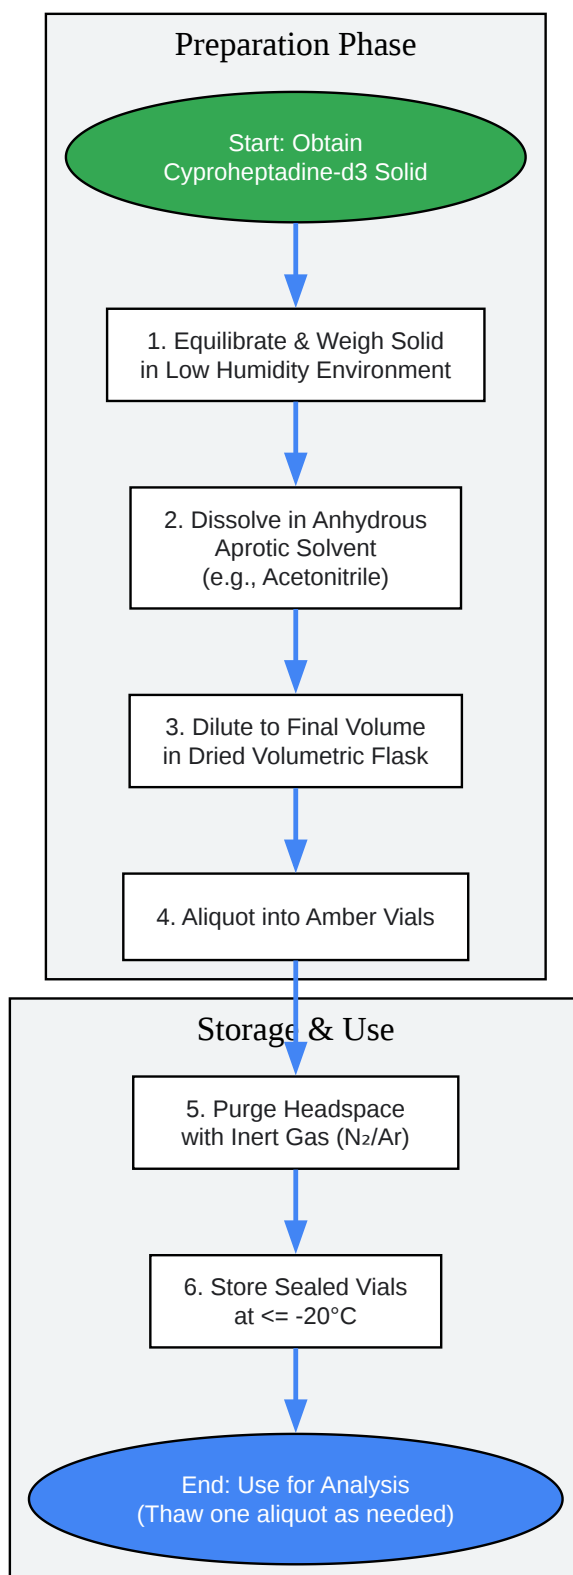 Preparation Phase
Start: Obtain
Cyproheptadine-d3 Solid
1. Equilibrate & Weigh Solid
in Low Humidity Environment
2. Dissolve in Anhydrous
Aprotic Solvent
(e.g., Acetonitrile)
3. Dilute to Final Volume
in Dried Volumetric Flask
4. Aliquot into Amber Vials
Storage & Use
5. Purge Headspace
with Inert Gas (N₂/Ar)
6. Store Sealed Vials
at <= -20°C
End: Use for Analysis
(Thaw one aliquot as needed)